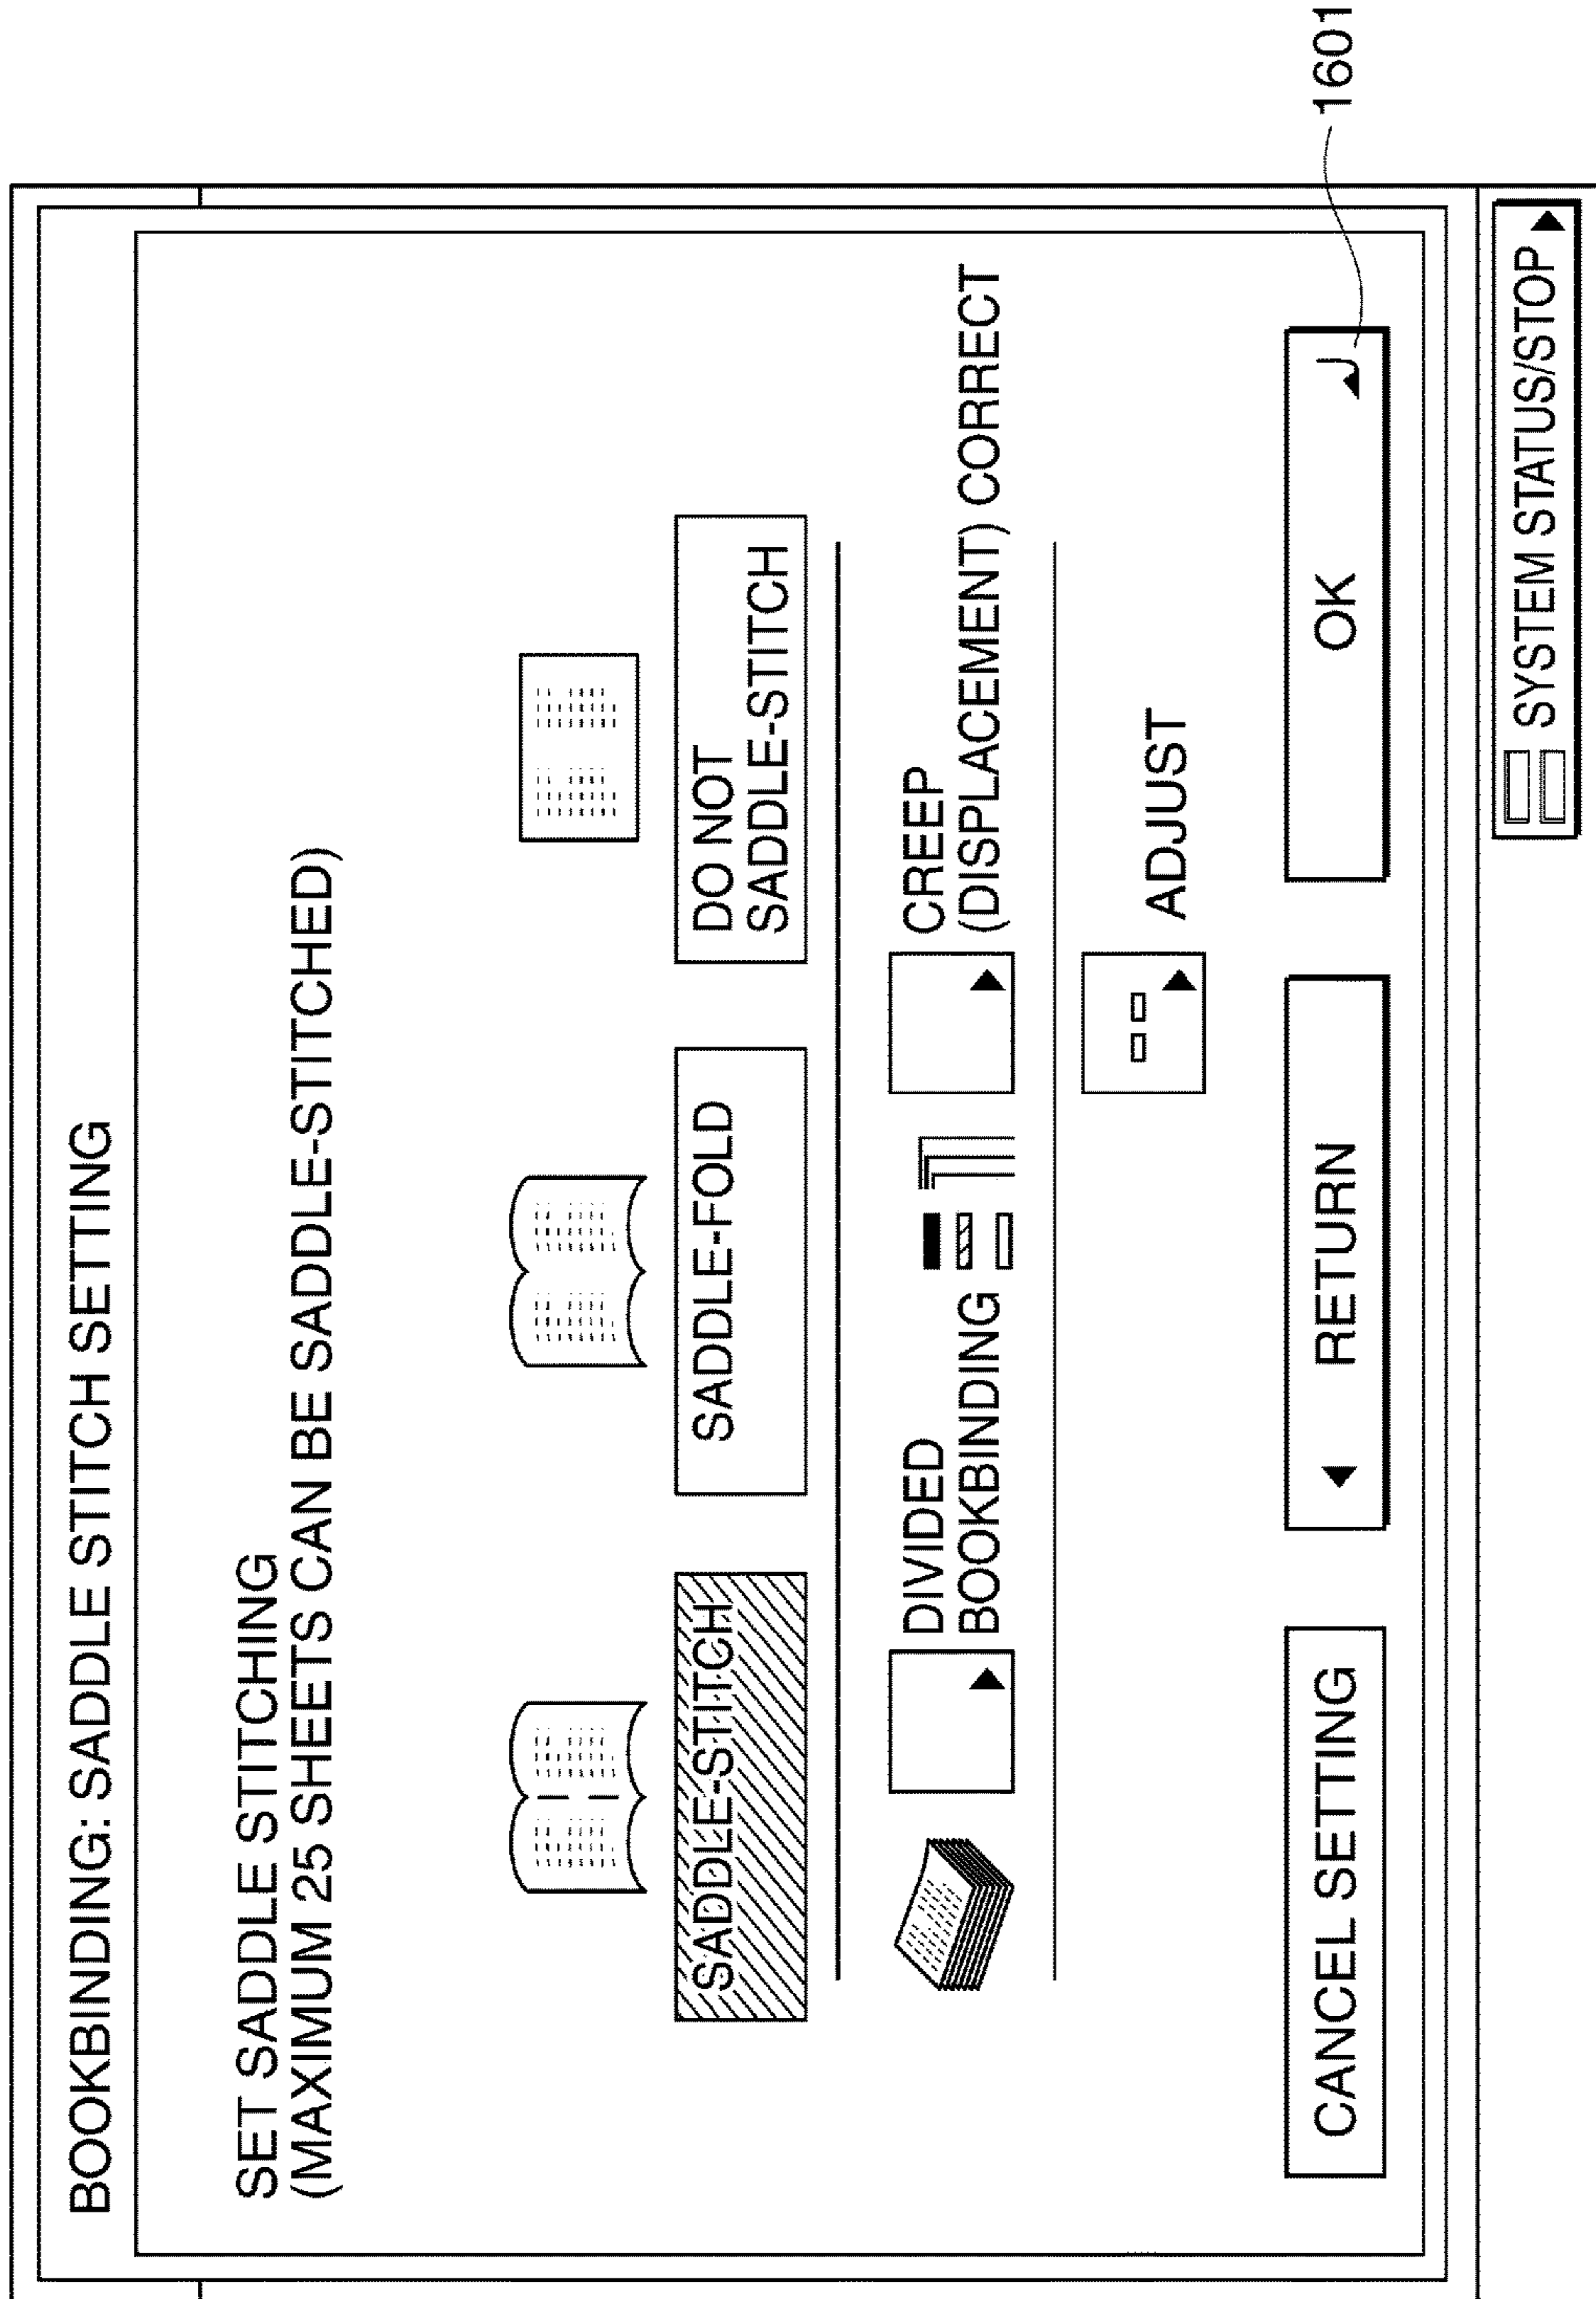 BOOKBINDING: SADDLE STITCH SETTING
SET SADDLE STITCHING
(MAXIMUM 25 SHEETS CAN BE SADDLE-STITCHED)
SADDLE-STITCH
SADDLE-FOLD
DO NOT
SADDLE-STITCH
DIVIDED
BOOKBINDING
CREEP
(DISPLACEMENT) CORRECT
ADJUST
CANCEL SETTING
RETURN
OK
1601
SYSTEM STATUS/STOP